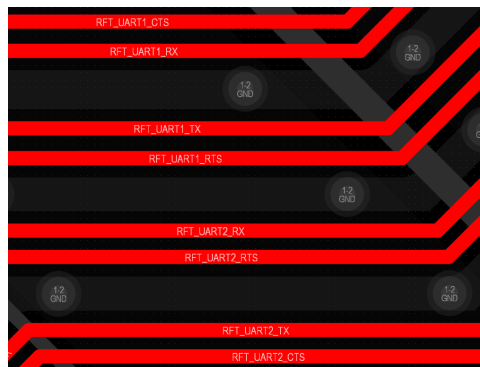 RFT_UART1_CTS
RFT_UART1_RX
1-2
GND
1-2
GND
RFT_UART1_TX
RFT_UART1_RTS
1-2
GND
RFT_UART2_RX
RFT_UART2_RTS
1-2
GND
1-2
GND
RFT_UART2_TX
RFT_UART2_CTS